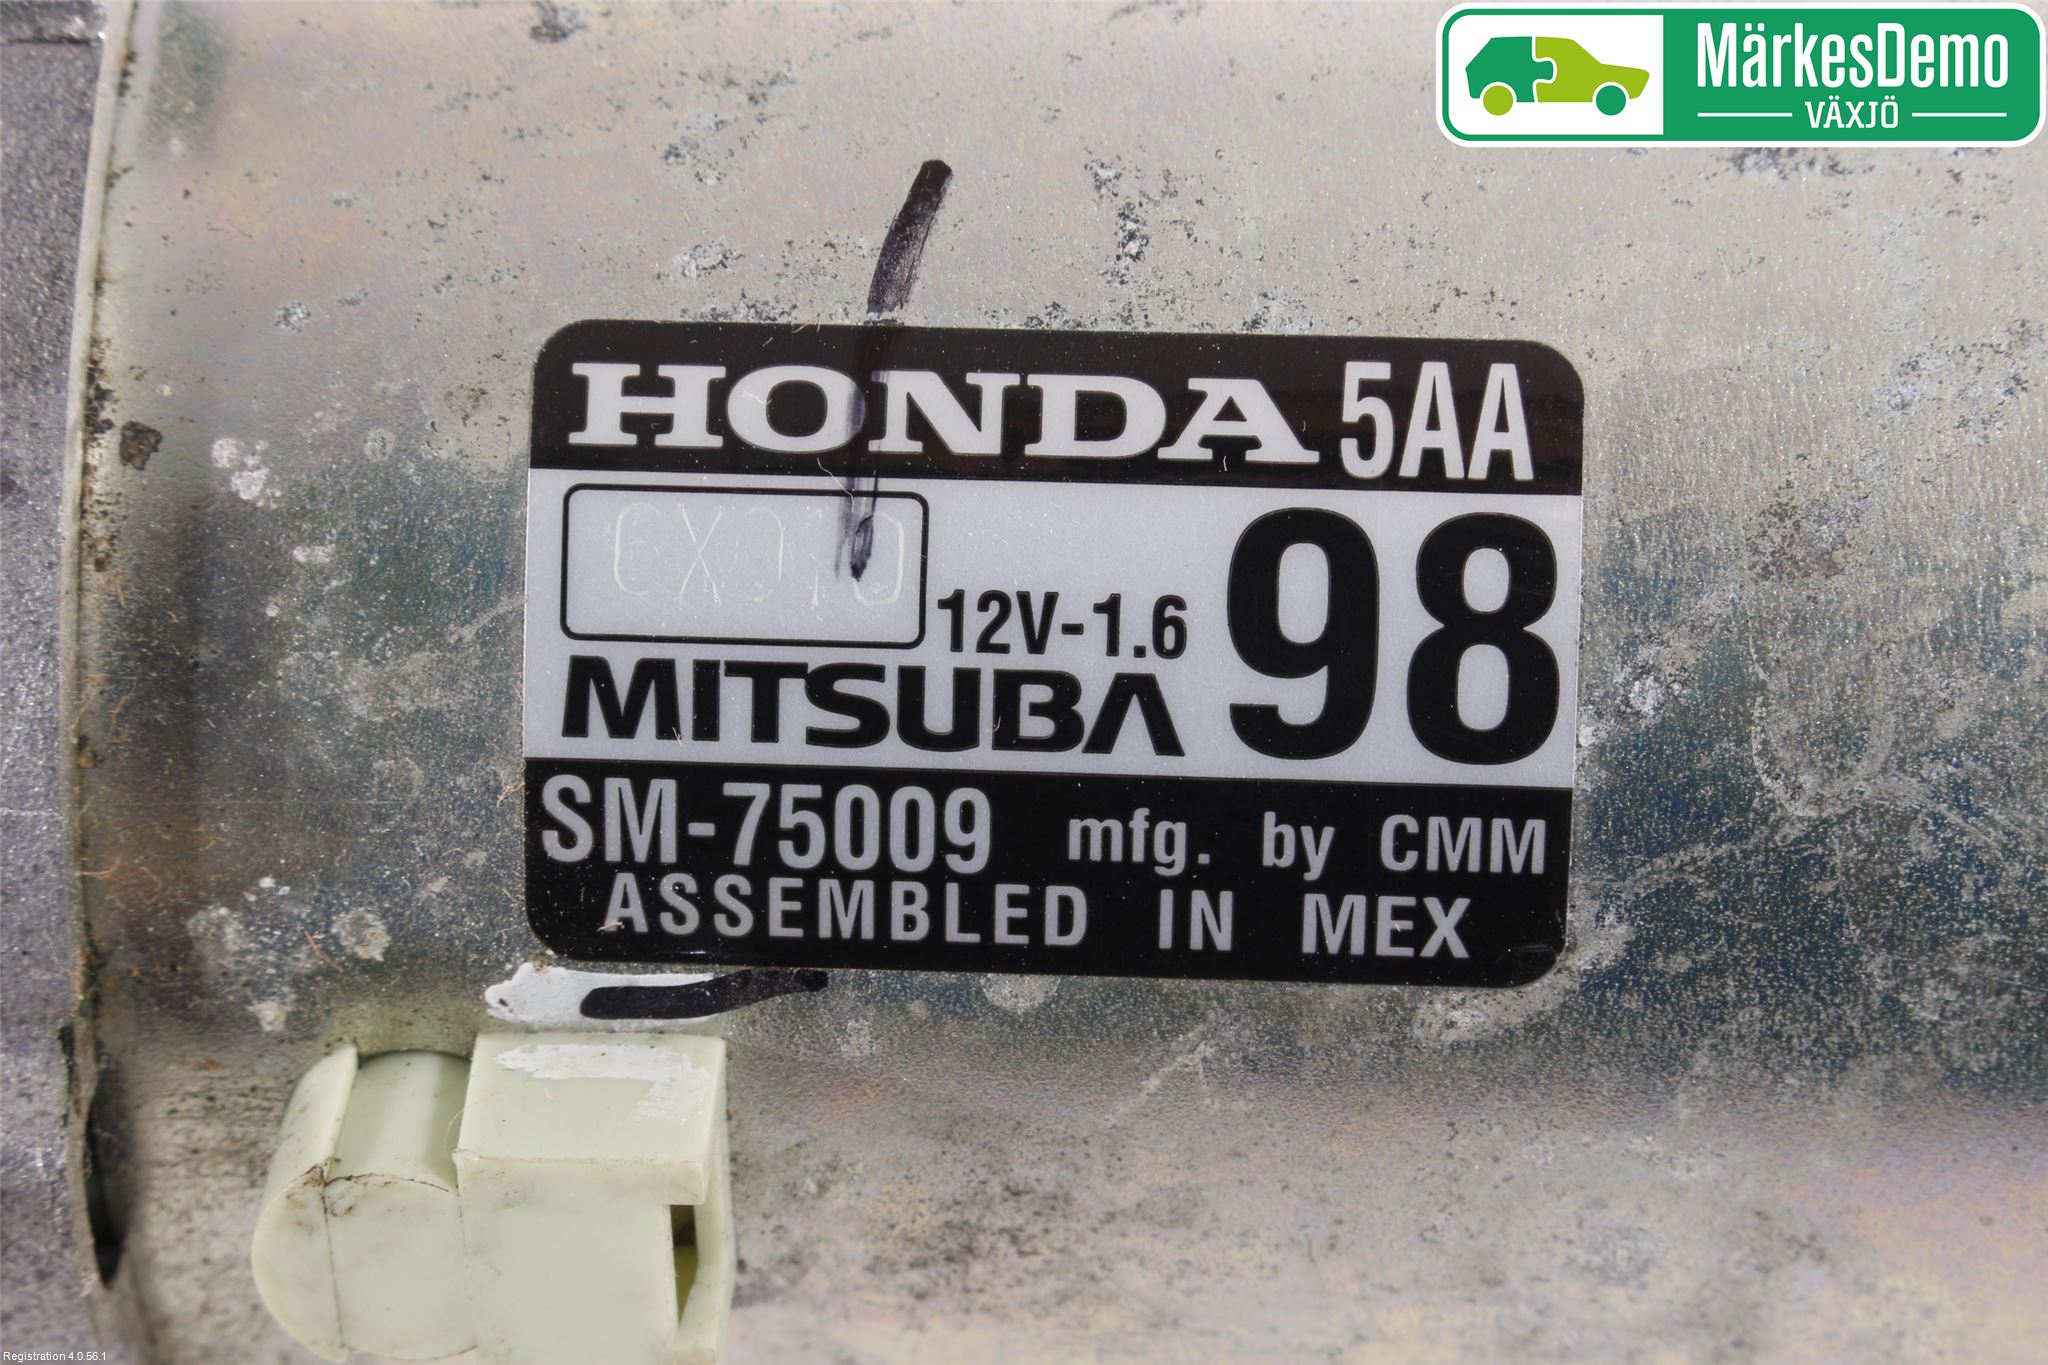 MärkesDemo
VÄXJÖ
HONDA 5AA
12V-1.6
98
MITSUBA
SM-75009 mfg. by CMM
ASSEMBLED IN MEX
Registration 4.0.56.1